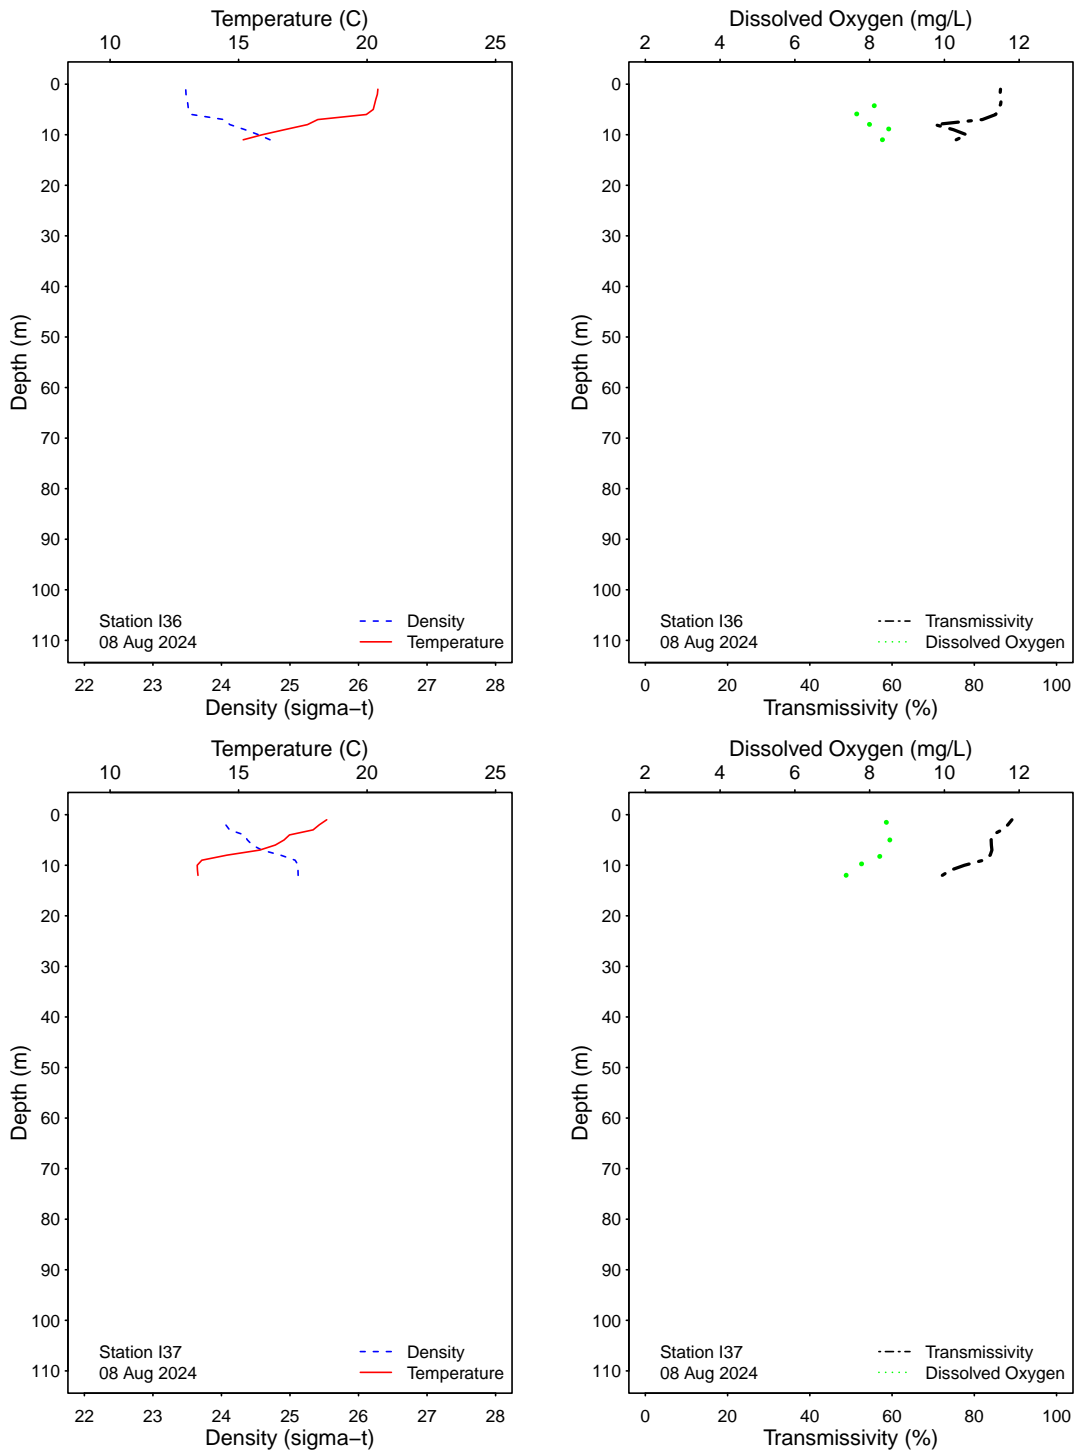 Temperature (C)
10 15 20 25
0
10
20
30
40
50
60
70
80
90
100
110
Depth (m)
Station I36
08 Aug 2024
Density
Temperature
22 23 24 25 26 27 28
Density (sigma−t)
Dissolved Oxygen (mg/L)
2 4 6 8 10 12
0
10
20
30
40
50
60
70
80
90
100
110
Depth (m)
Station I36
08 Aug 2024
Transmissivity
Dissolved Oxygen
0 20 40 60 80 100
Transmissivity (%)
Temperature (C)
10 15 20 25
0
10
20
30
40
50
60
70
80
90
100
110
Depth (m)
Station I37
08 Aug 2024
Density
Temperature
22 23 24 25 26 27 28
Density (sigma−t)
Dissolved Oxygen (mg/L)
2 4 6 8 10 12
0
10
20
30
40
50
60
70
80
90
100
110
Depth (m)
Station I37
08 Aug 2024
Transmissivity
Dissolved Oxygen
0 20 40 60 80 100
Transmissivity (%)